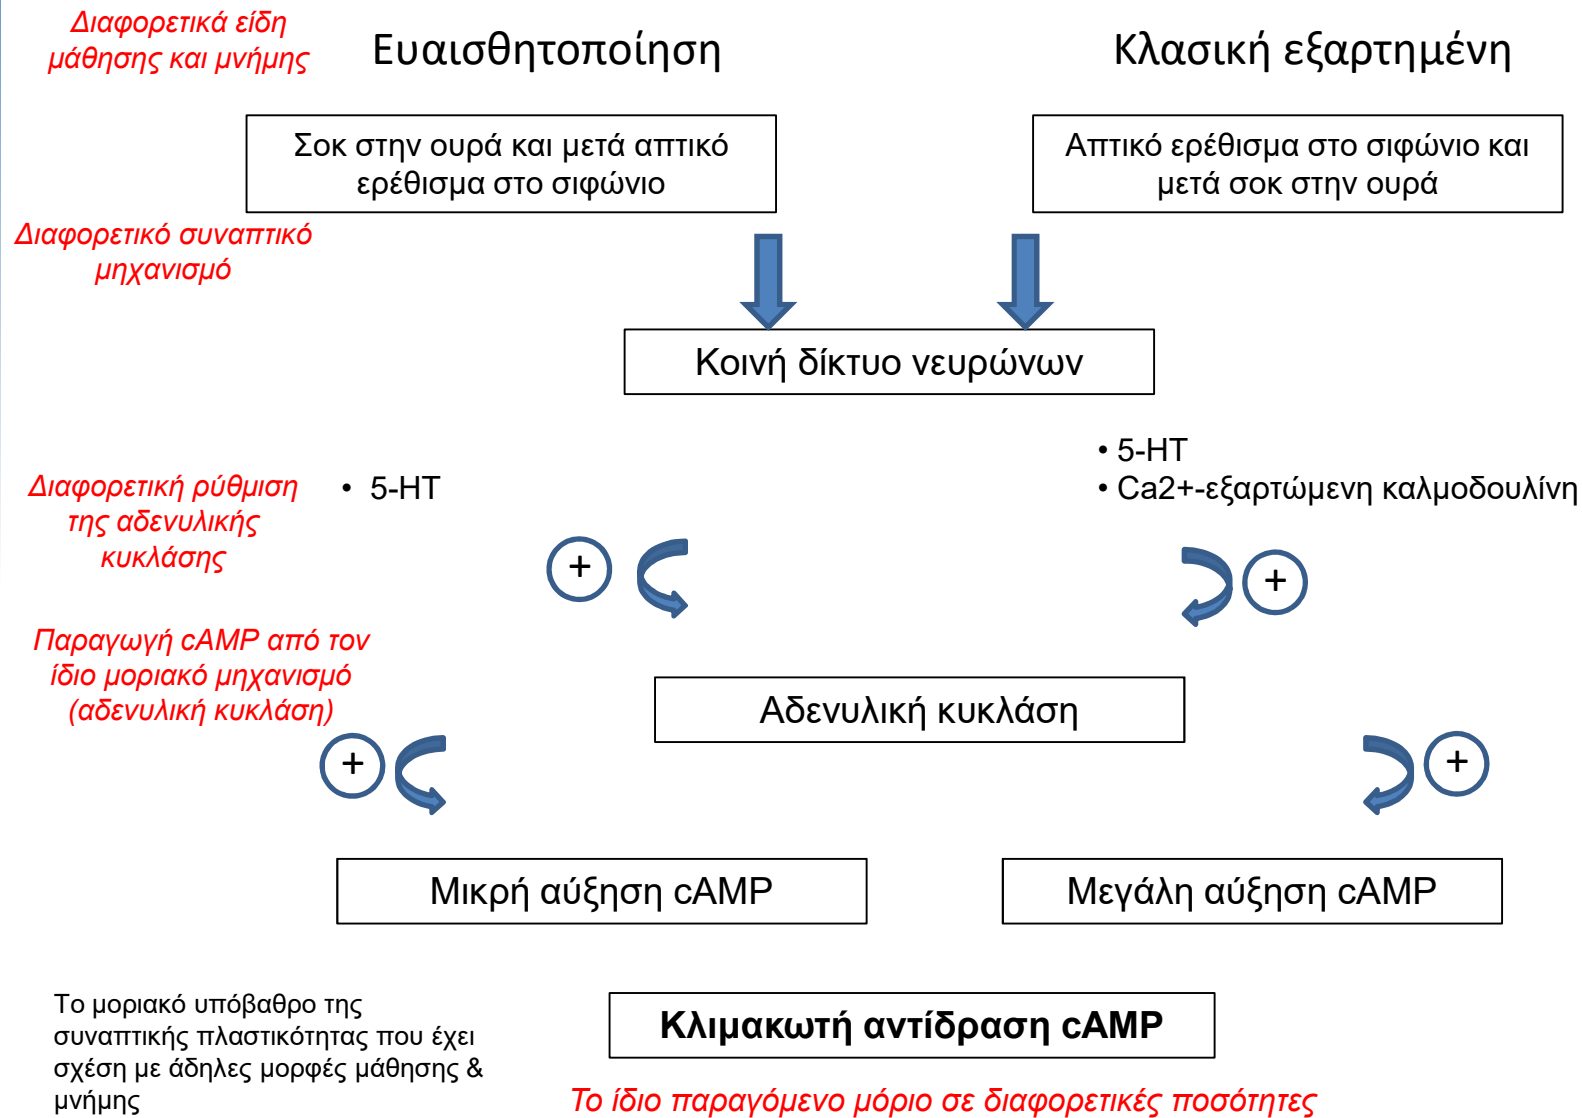 Διαφορετικά είδη
μάθησης και μνήμης
Ευαισθητοποίηση
Κλασική εξαρτημένη
Σοκ στην ουρά και μετά απτικό
ερέθισμα στο σιφώνιο
Απτικό ερέθισμα στο σιφώνιο και
μετά σοκ στην ουρά
Διαφορετικό συναπτικό
μηχανισμό
Κοινή δίκτυο νευρώνων
Διαφορετική ρύθμιση
της αδενυλικής
κυκλάσης
• 5-HT
• 5-HT
• Ca2+-εξαρτώμενη καλμοδουλίνη
+
+
Παραγωγή cAMP από τον
ίδιο μοριακό μηχανισμό
(αδενυλική κυκλάση)
Αδενυλική κυκλάση
+
+
Μικρή αύξηση cAMP
Μεγάλη αύξηση cAMP
Το μοριακό υπόβαθρο της
συναπτικής πλαστικότητας που έχει
σχέση με άδηλες μορφές μάθησης &
μνήμης
Κλιμακωτή αντίδραση cAMP
Το ίδιο παραγόμενο μόριο σε διαφορετικές ποσότητες